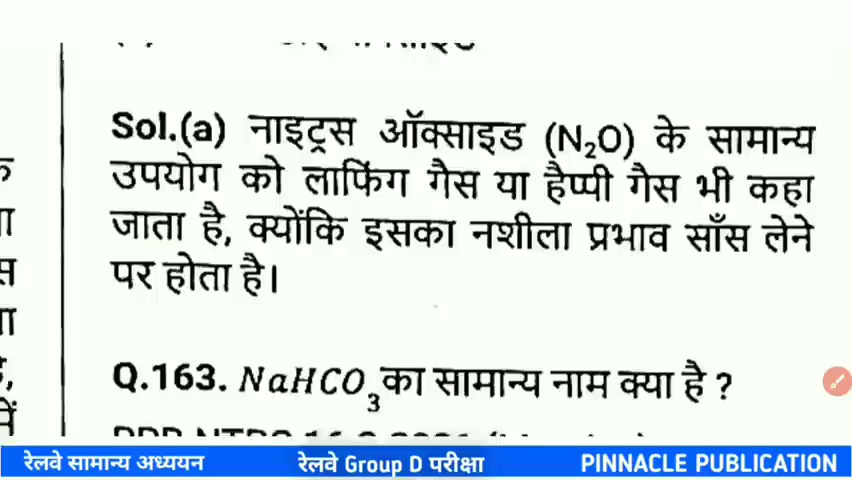 Sol.(a) नाइट्रस ऑक्साइड (N₂O) के सामान्य
उपयोग को लाफिंग गैस या हैप्पी गैस भी कहा
जाता है, क्योंकि इसका नशीला प्रभाव साँस लेने
पर होता है।
Q.163. NaHCO₃का सामान्य नाम क्या है ?
रेलवे सामान्य अध्ययन
रेलवे Group D परीक्षा
PINNACLE PUBLICATION